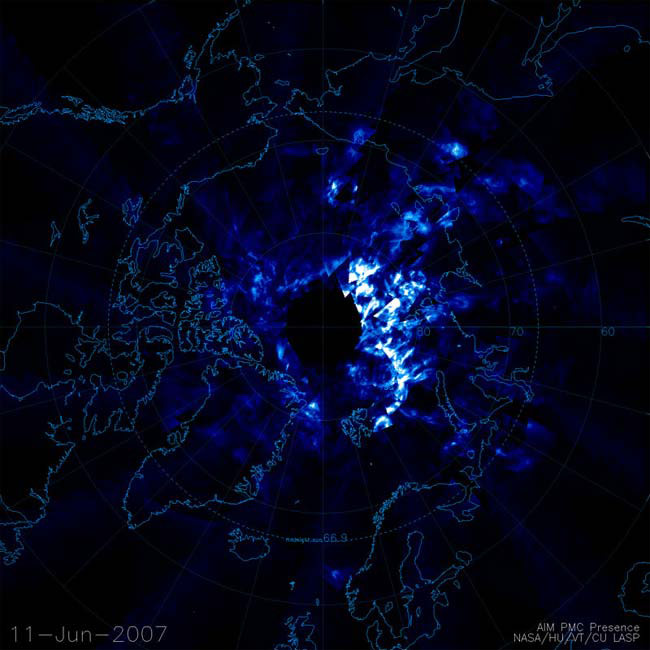 80 70 60
66.9
11-Jun-2007
AIM PMC Presence
NASA/HU/VT/CU LASP